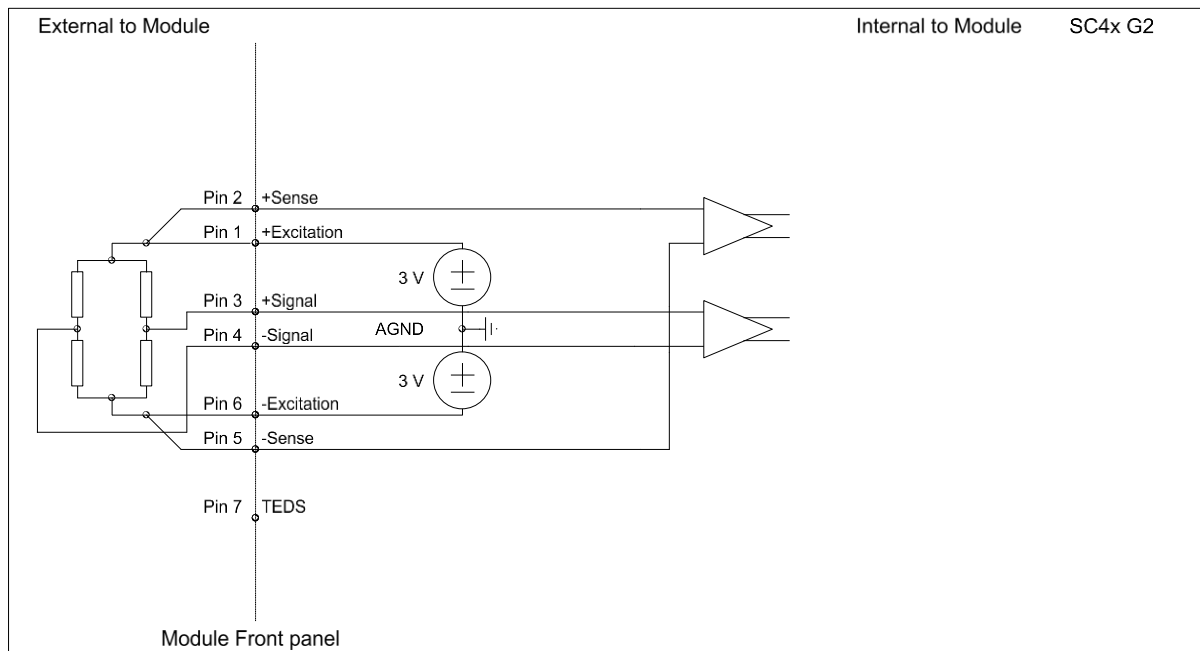 External to Module
Internal to Module SC4x G2
Pin 2 +Sense
Pin 1 +Excitation
3 V
Pin 3 +Signal
AGND
Pin 4 -Signal
3 V
Pin 6 -Excitation
Pin 5 -Sense
Pin 7 TEDS
Module Front panel